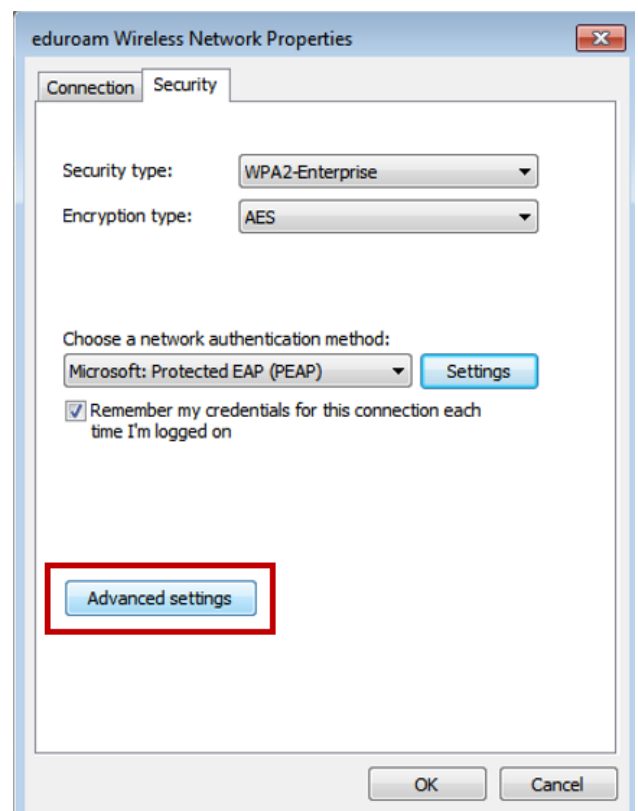 eduroam Wireless Network Properties
Connection Security
Security type: WPA2-Enterprise
Encryption type: AES
Choose a network authentication method:
Microsoft: Protected EAP (PEAP) Settings
Remember my credentials for this connection each
time I'm logged on
Advanced settings
OK Cancel